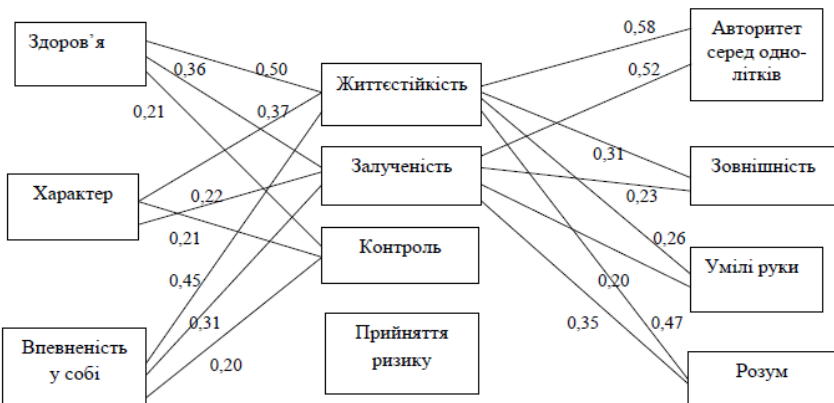 Здоров’я
0,36
0,50
0,21
0,37
Характер
0,22
0,21
0,45
Впевненість
у собі
0,31
0,20
Життєстійкість
Залученість
Контроль
Прийняття
ризику
0,58
0,52
0,31
0,23
0,26
0,20
0,35
0,47
Авторитет
серед одно-
літків
Зовнішність
Умілі руки
Розум